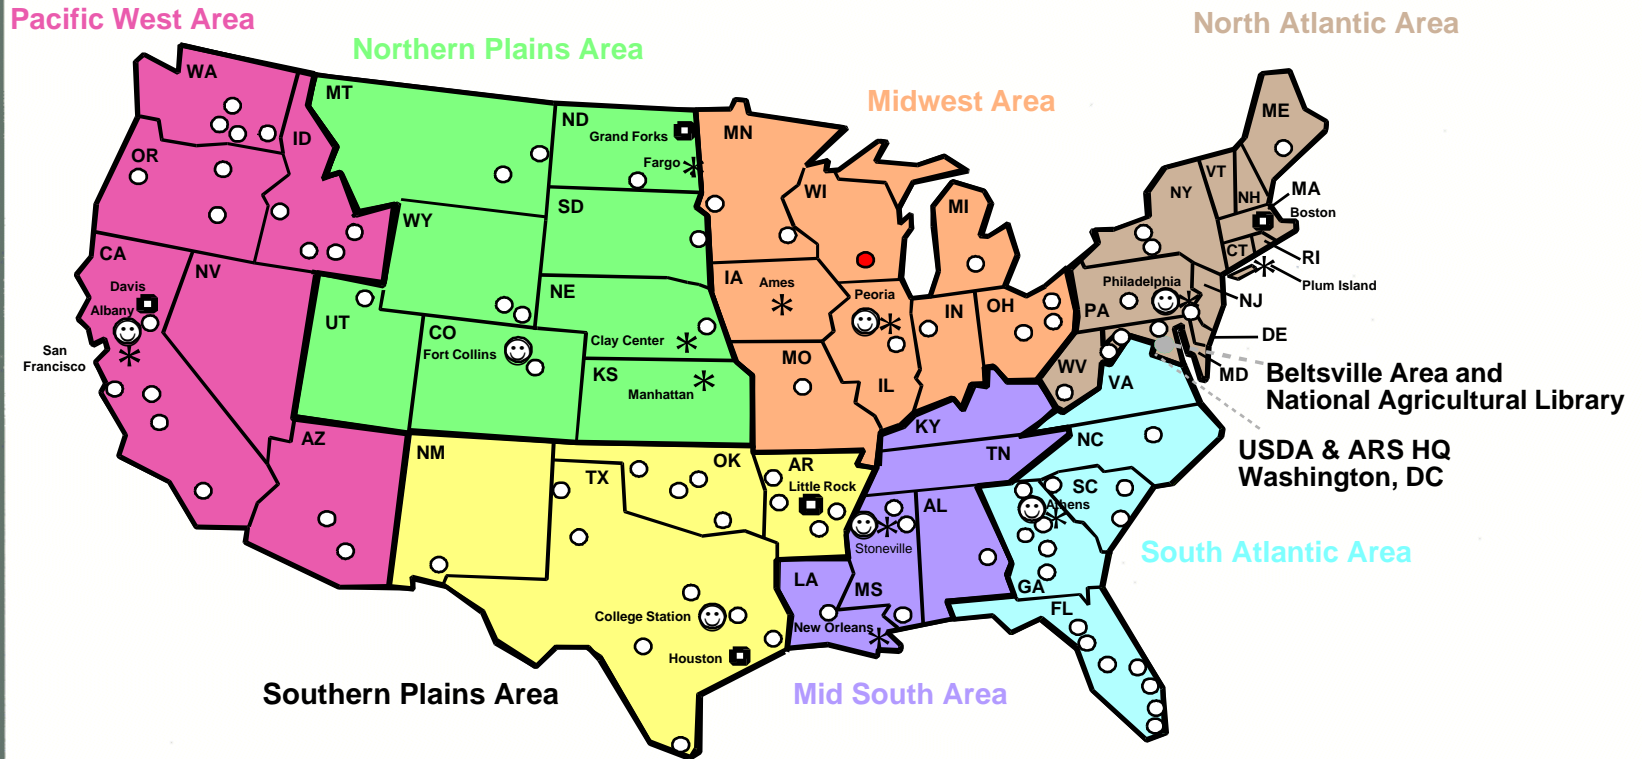 Pacific West Area
North Atlantic Area
Northern Plains Area
Midwest Area
WA
MT
ND
Grand Forks
Fargo
MN
ME
OR
ID
WI
MI
VT
NY
NH
MA
Boston
WY
SD
CA
NV
CT
RI
Plum Island
Davis
Albany
IA
Ames
NE
Peoria
Philadelphia
NJ
PA
OH
IN
UT
CO
Fort Collins
Clay Center
San
Francisco
DE
MO
KS
Manhattan
IL
WV
VA
MD
Beltsville Area and
National Agricultural Library
KY
TN
NC
USDA & ARS HQ
Washington, DC
AZ
NM
TX
OK
AR
Little Rock
SC
Athens
AL
Stoneville
South Atlantic Area
LA
MS
GA
FL
College Station
New Orleans
Houston
Southern Plains Area
Mid South Area